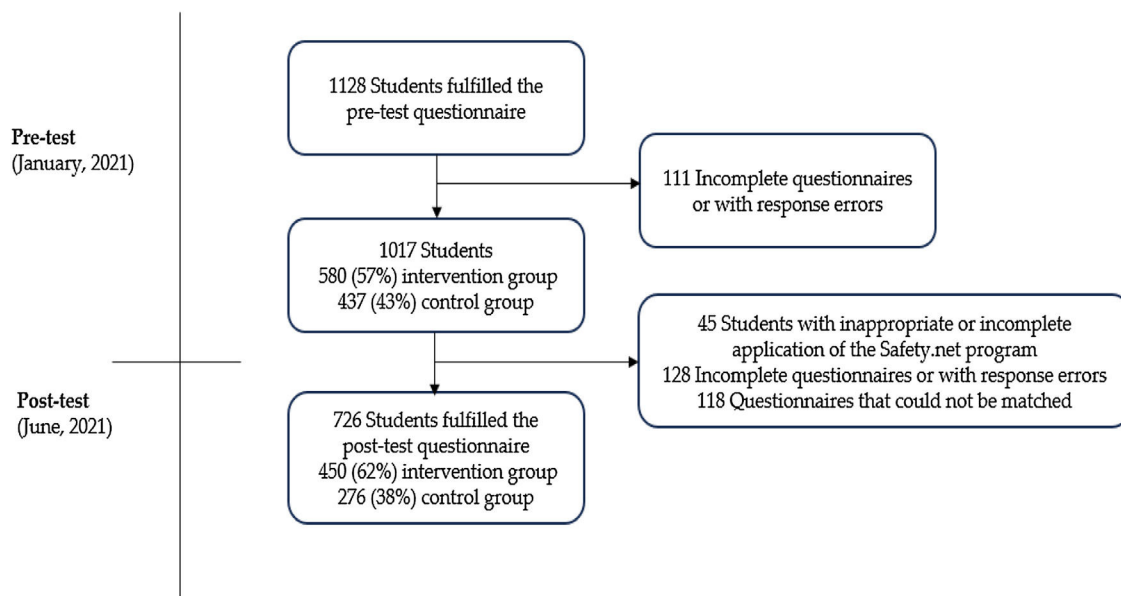 1128 Students fulfilled the
pre-test questionnaire
Pre-test
(January, 2021)
111 Incomplete questionnaires
or with response errors
1017 Students
580 (57%) intervention group
437 (43%) control group
45 Students with inappropriate or incomplete
application of the Safety.net program
128 Incomplete questionnaires or with response errors
118 Questionnaires that could not be matched
Post-test
(June, 2021)
726 Students fulfilled the
post-test questionnaire
450 (62%) intervention group
276 (38%) control group